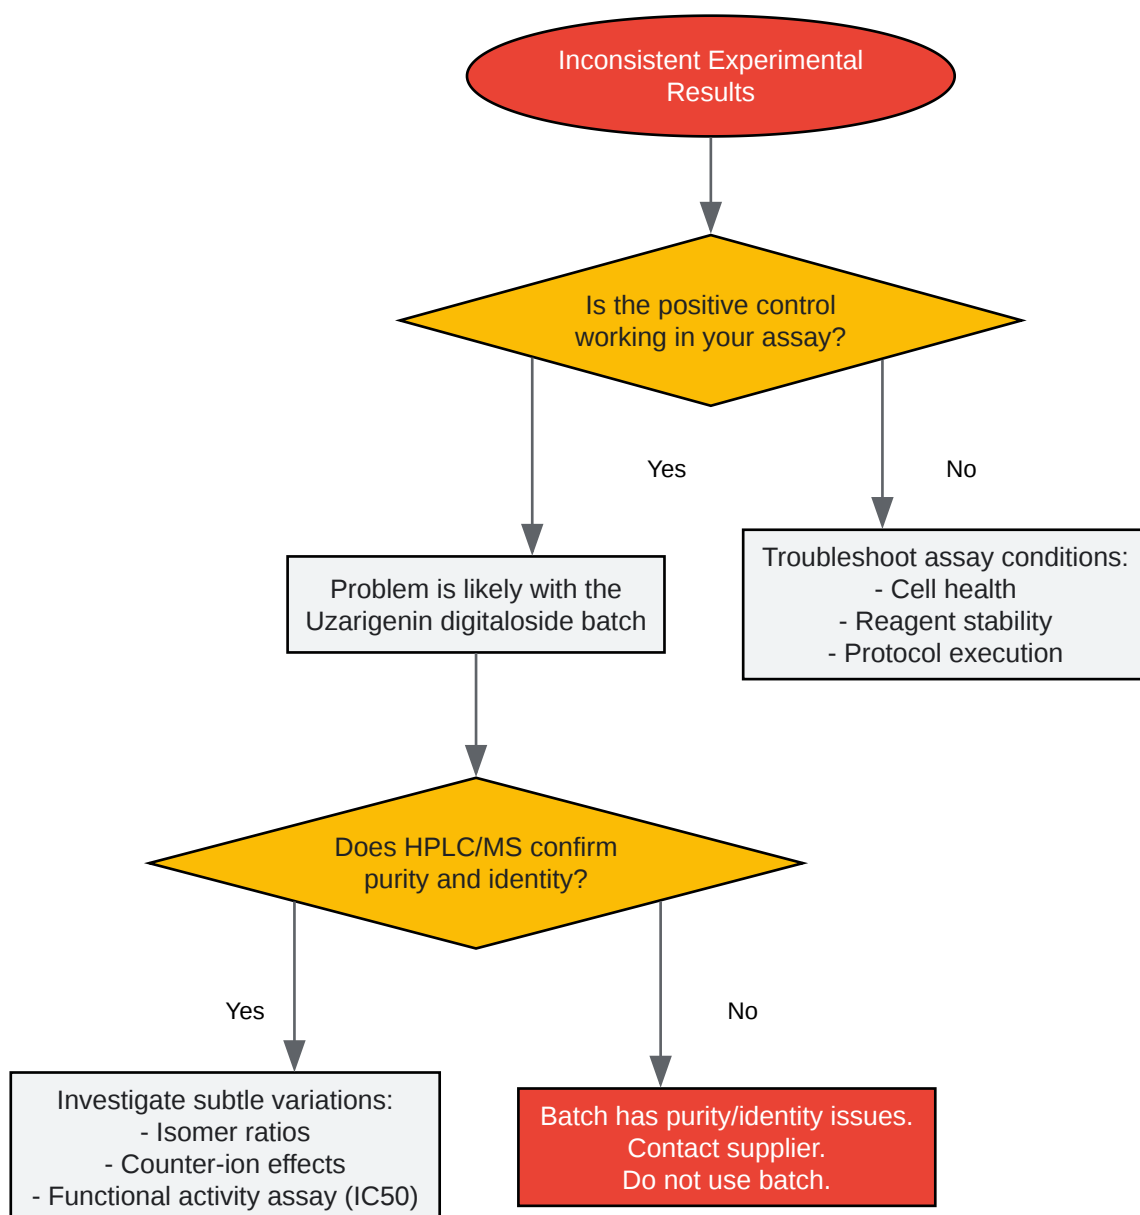 Inconsistent Experimental
Results
Is the positive control
working in your assay?
Yes
No
Problem is likely with the
Uzarigenin digitaloside batch
Troubleshoot assay conditions:
- Cell health
- Reagent stability
- Protocol execution
Does HPLC/MS confirm
purity and identity?
Yes
No
Investigate subtle variations:
- Isomer ratios
- Counter-ion effects
- Functional activity assay (IC50)
Batch has purity/identity issues.
Contact supplier.
Do not use batch.